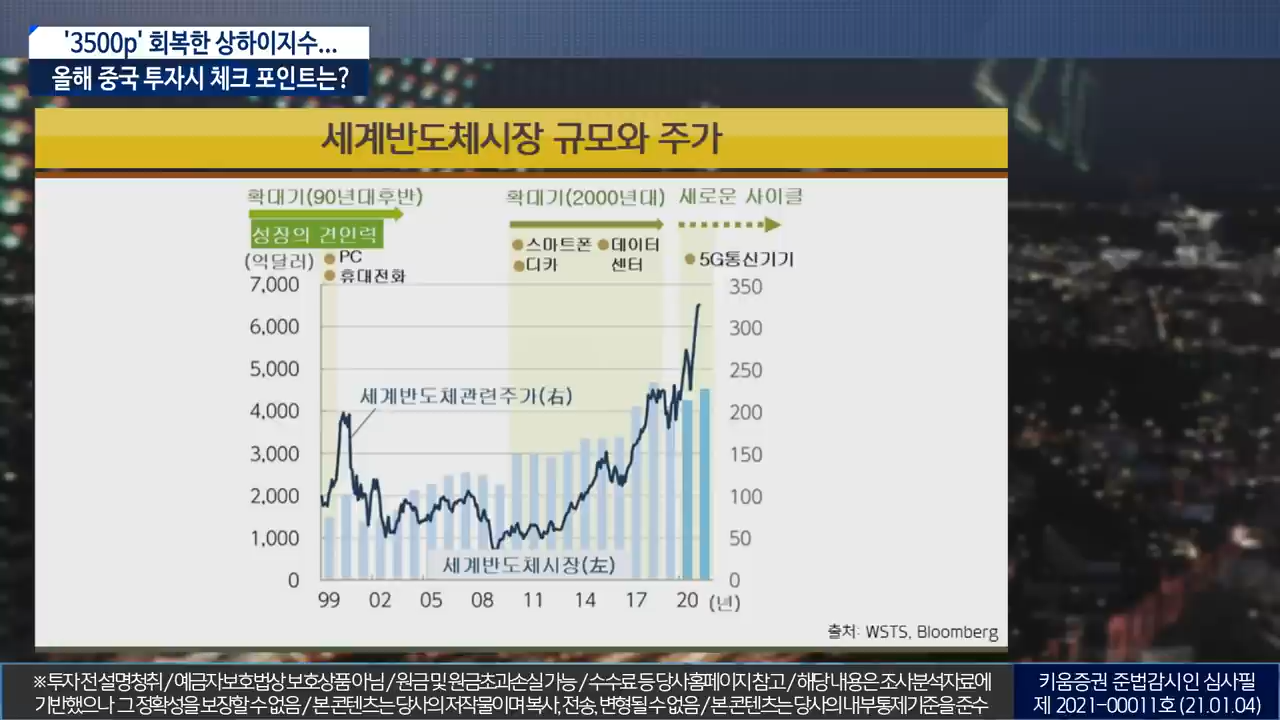 '3500p' 회복한 상하이지수...
올해 중국 투자시 체크 포인트는?
세계반도체시장 규모와 주가
확대기(90년대후반)
확대기(2000년대)
새로운 사이클
성장의 견인력
(억달러)
PC
휴대전화
스마트폰
데이터
센터
디카
5G통신기기
7,000
6,000
5,000
4,000
3,000
2,000
1,000
0
350
300
250
200
150
100
50
0
세계반도체관련주가(右)
세계반도체시장(左)
99 02 05 08 11 14 17 20 (년)
출처: WSTS, Bloomberg
※ 투자 전 설명청취 / 예금자보호법상 보호상품 아님 / 원금 및 원금초과손실 가능 / 수수료 등 당사홈페이지 참고 / 해당 내용은 조사분석자료에
기반했으나 그 정확성을 보장할 수 없음 / 본 콘텐츠는 당사의 저작물이며 복사, 전송, 변형될 수 없음 / 본 콘텐츠는 당사의 내부통제기준을 준수
키움증권 준법감시인 심사필
제 2021-00011호 (21.01.04)